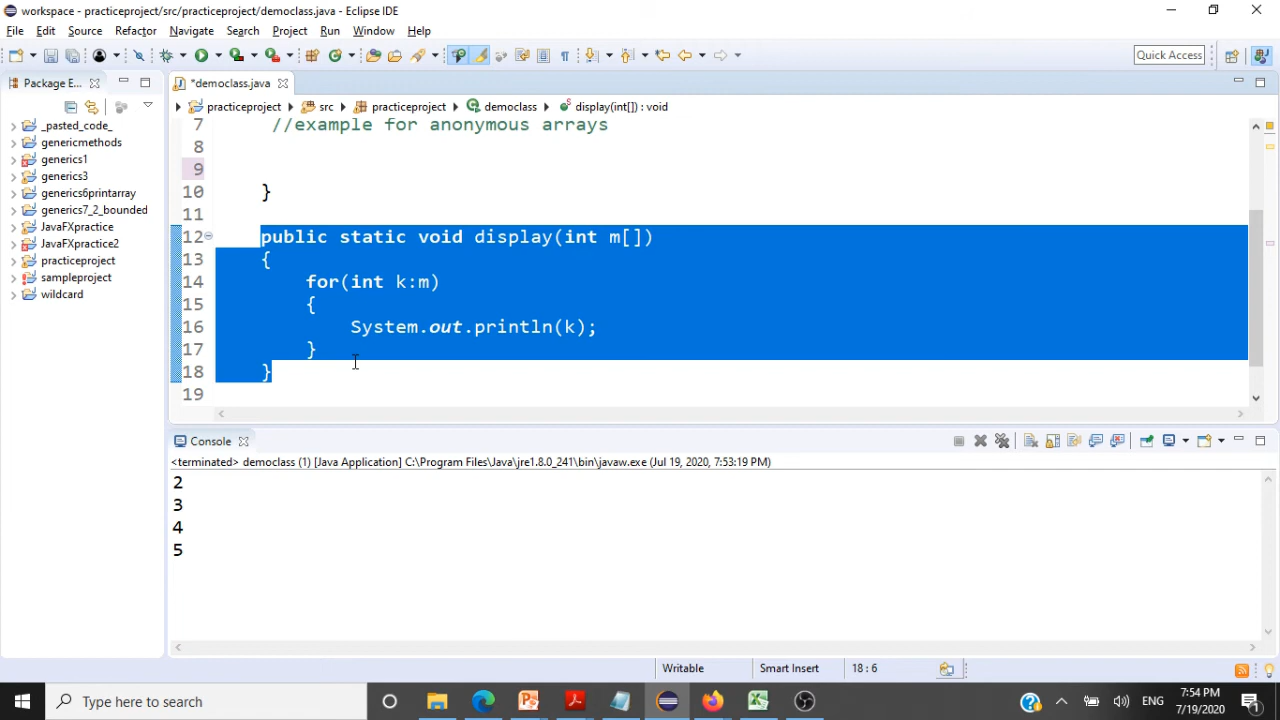 workspace - practiceproject/src/practiceproject/democlass.java - Eclipse IDE
File Edit Source Refactor Navigate Search Project Run Window Help
Quick Access
Package E...
*democlass.java
practiceproject src practiceproject democlass display(int[]) : void
_pasted_code_
genericmethods
generics1
generics3
generics6printarray
generics7_2_bounded
JavaFXpractice
JavaFXpractice2
practiceproject
sampleproject
wildcard
7 //example for anonymous arrays
8
9
10 }
11
12 public static void display(int m[])
13 {
14 for(int k:m)
15 {
16 System.out.println(k);
17 }
18 }
19
Console
<terminated> democlass (1) [Java Application] C:\Program Files\Java\jre1.8.0_241\bin\javaw.exe (Jul 19, 2020, 7:53:19 PM)
2
3
4
5
Writable Smart Insert 18 : 6
Type here to search
ENG
7:54 PM
7/19/2020
1